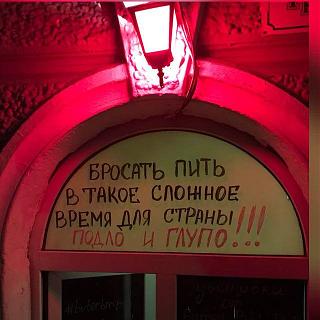 БРОСАТЬ ПИТЬ
В ТАКОЕ СЛОЖНОЕ
ВРЕМЯ ДЛЯ СТРАНЫ!!!
ПОДЛО И ГЛУПО...